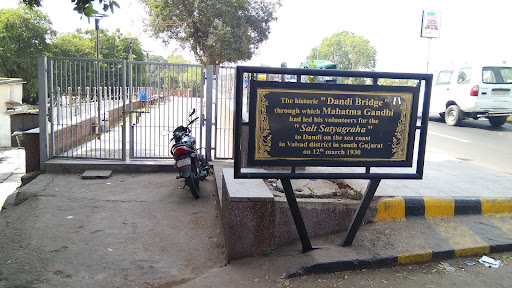 The historic "Dandi Bridge"
through which Mahatma Gandhi
had led his volunteers for the
"Salt Satyagraha"
to Dandi on the sea coast
in Valsad district in south Gujarat
on 12th march 1930